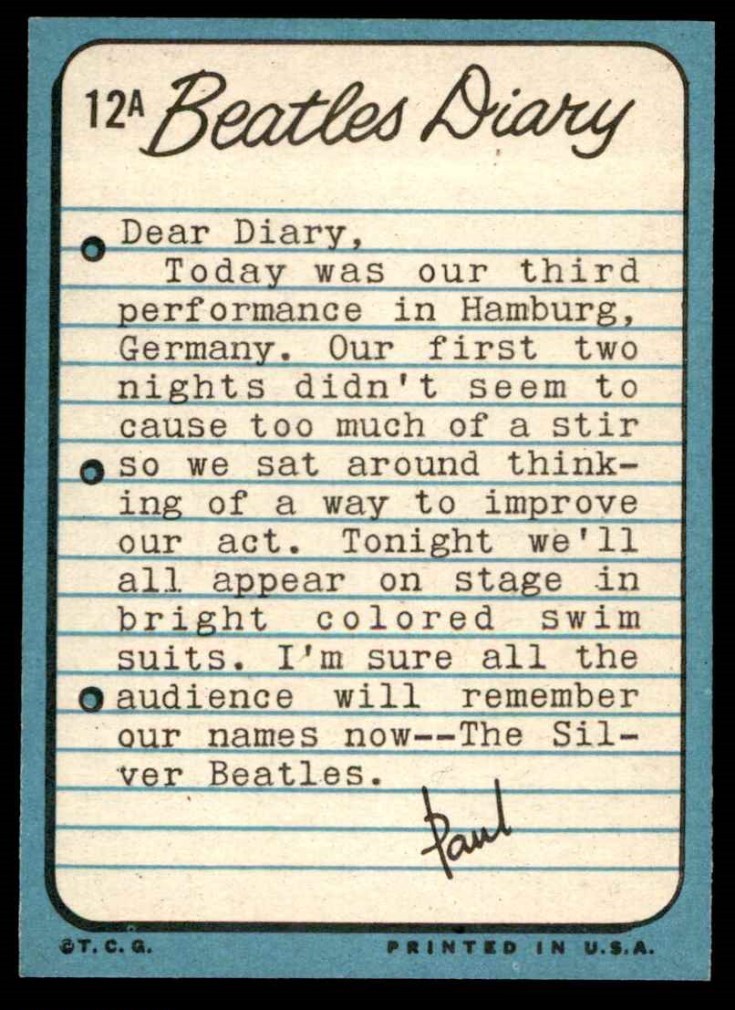 12A Beatles Diary
Dear Diary,
Today was our third
performance in Hamburg,
Germany. Our first two
nights didn't seem to
cause too much of a stir
so we sat around think-
ing of a way to improve
our act. Tonight we'll
all appear on stage in
bright colored swim
suits. I'm sure all the
audience will remember
our names now--The Sil-
ver Beatles.
Paul
©T.C.G.
PRINTED IN U.S.A.